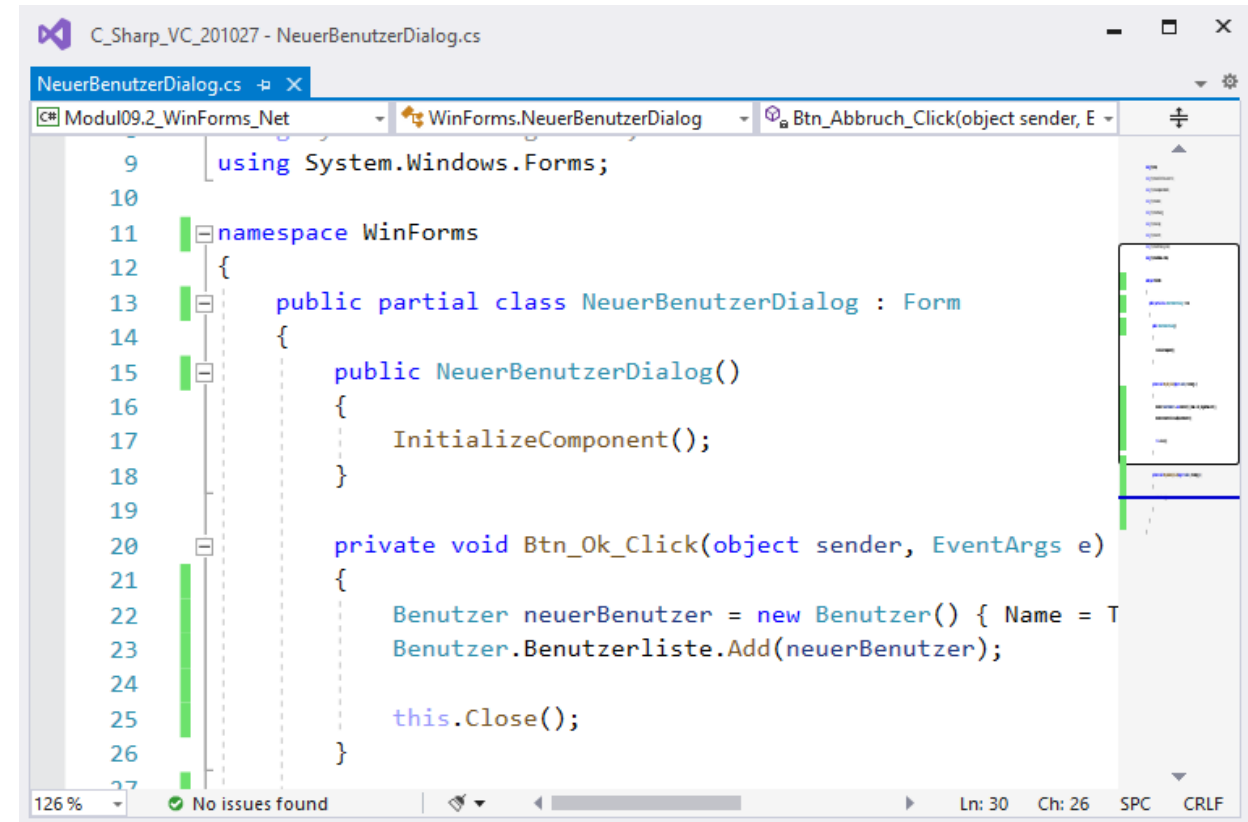 C_Sharp_VC_201027 - NeuerBenutzerDialog.cs
NeuerBenutzerDialog.cs
C# Modul09.2_WinForms_Net WinForms.NeuerBenutzerDialog Btn_Abbruch_Click(object sender, E
9 using System.Windows.Forms;
10
11 namespace WinForms
12 {
13 public partial class NeuerBenutzerDialog : Form
14 {
15 public NeuerBenutzerDialog()
16 {
17 InitializeComponent();
18 }
19
20 private void Btn_Ok_Click(object sender, EventArgs e)
21 {
22 Benutzer neuerBenutzer = new Benutzer() { Name = T
23 Benutzer.Benutzerliste.Add(neuerBenutzer);
24
25 this.Close();
26 }
27
126 % No issues found Ln: 30 Ch: 26 SPC CRLF